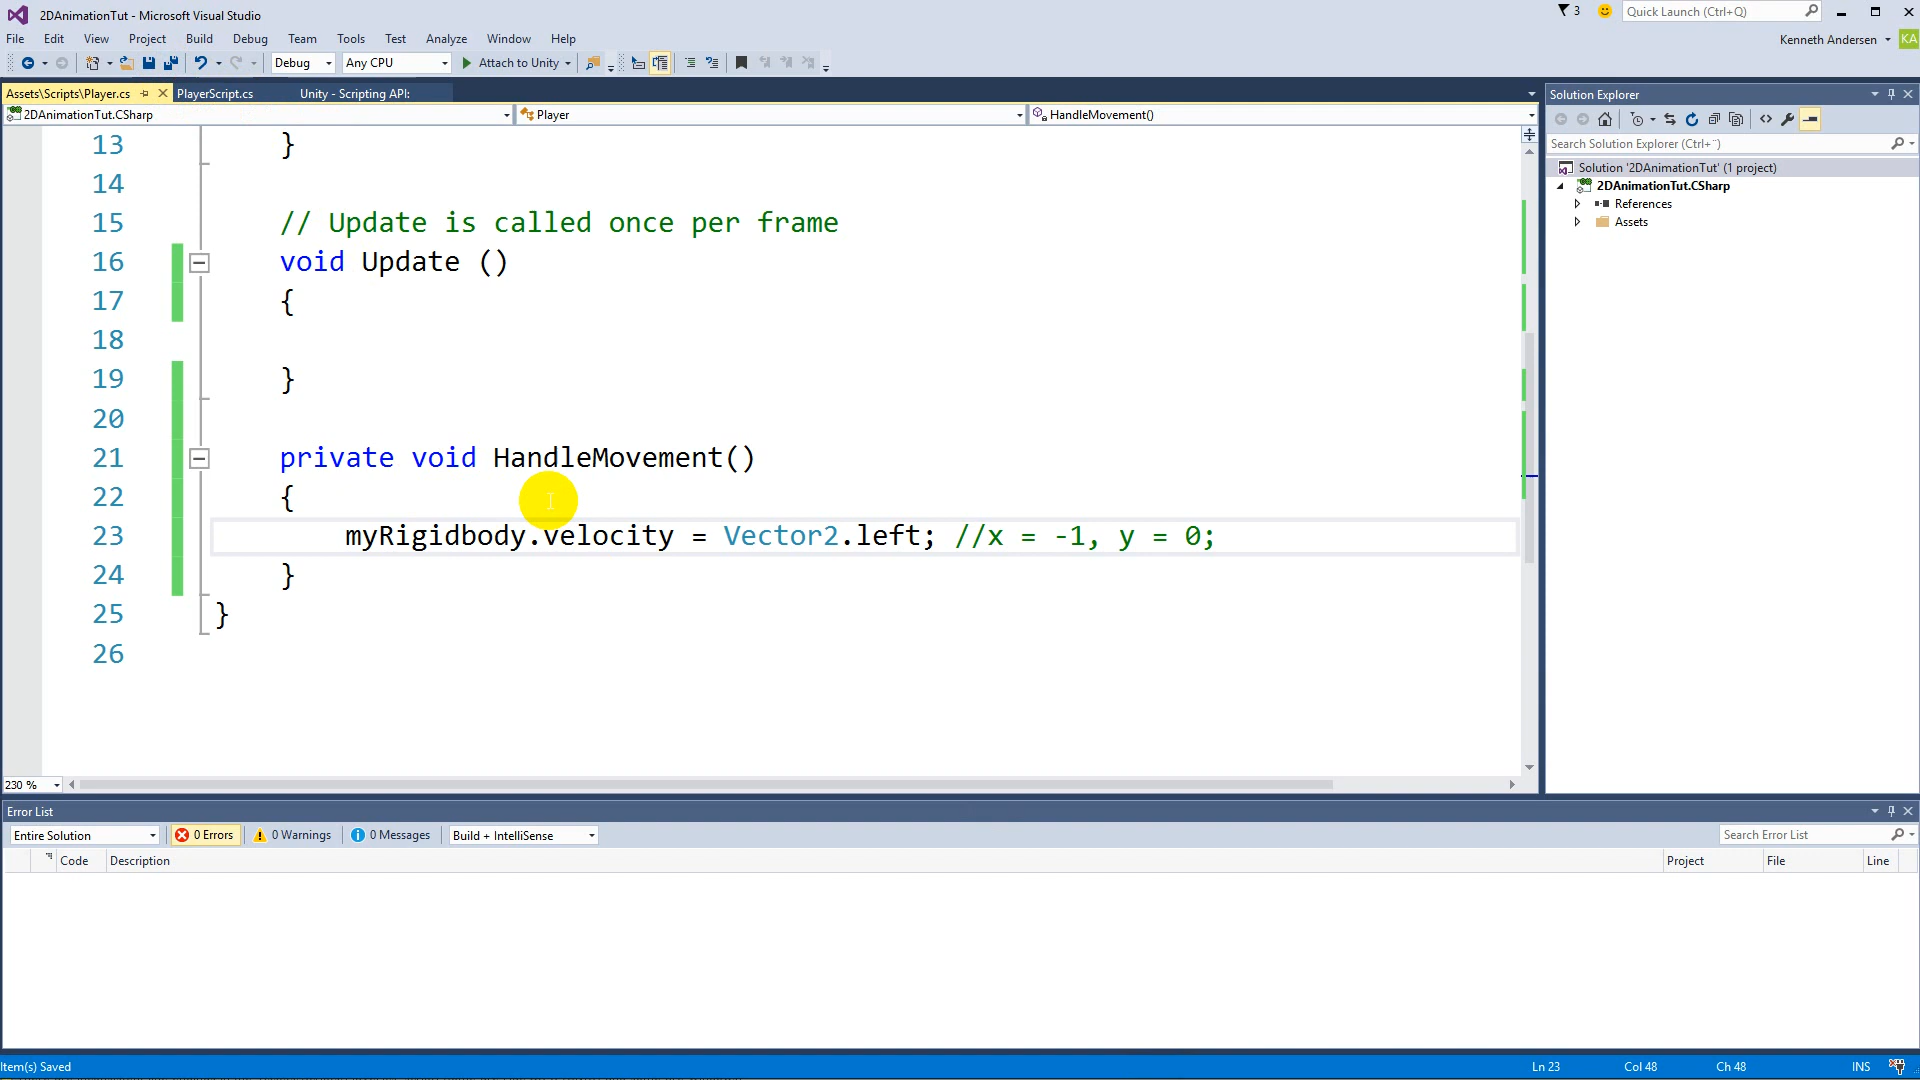 2DAnimationTut - Microsoft Visual Studio
3
Quick Launch (Ctrl+Q)
File Edit View Project Build Debug Team Tools Test Analyze Window Help
Kenneth Andersen KA
Debug Any CPU Attach to Unity
Assets\Scripts\Player.cs PlayerScript.cs Unity - Scripting API:
2DAnimationTut.CSharp Player HandleMovement()
13 }
14
15 // Update is called once per frame
16 void Update ()
17 {
18
19 }
20
21 private void HandleMovement()
22 {
23 myRigidbody.velocity = Vector2.left; //x = -1, y = 0;
24 }
25 }
26
230 %
Solution Explorer
Search Solution Explorer (Ctrl+¨)
Solution '2DAnimationTut' (1 project)
2DAnimationTut.CSharp
References
Assets
Error List
Entire Solution 0 Errors 0 Warnings 0 Messages Build + IntelliSense
Search Error List
Code Description Project File Line
Item(s) Saved Ln 23 Col 48 Ch 48 INS